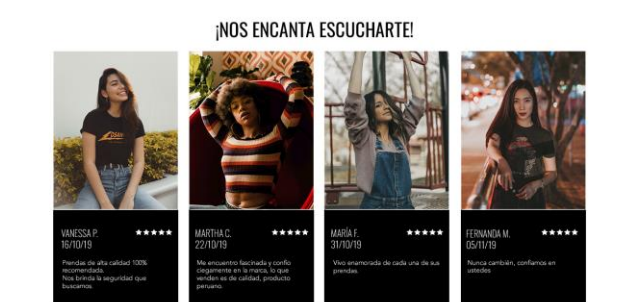 ¡NOS ENCANTA ESCUCHARTE!
VANESSA P.
16/10/19
Prendas de alta calidad 100%
recomendada.
Nos brinda la seguridad que
buscamos.
MARTHA C.
22/10/19
Me encuentro fascinada y confío
ciegamente en la marca, lo que
venden es de calidad, producto
peruano.
MARÍA F.
31/10/19
Vivo enamorada de cada una de sus
prendas.
FERNANDA M.
05/11/19
Nunca cambién, confiamos en
ustedes